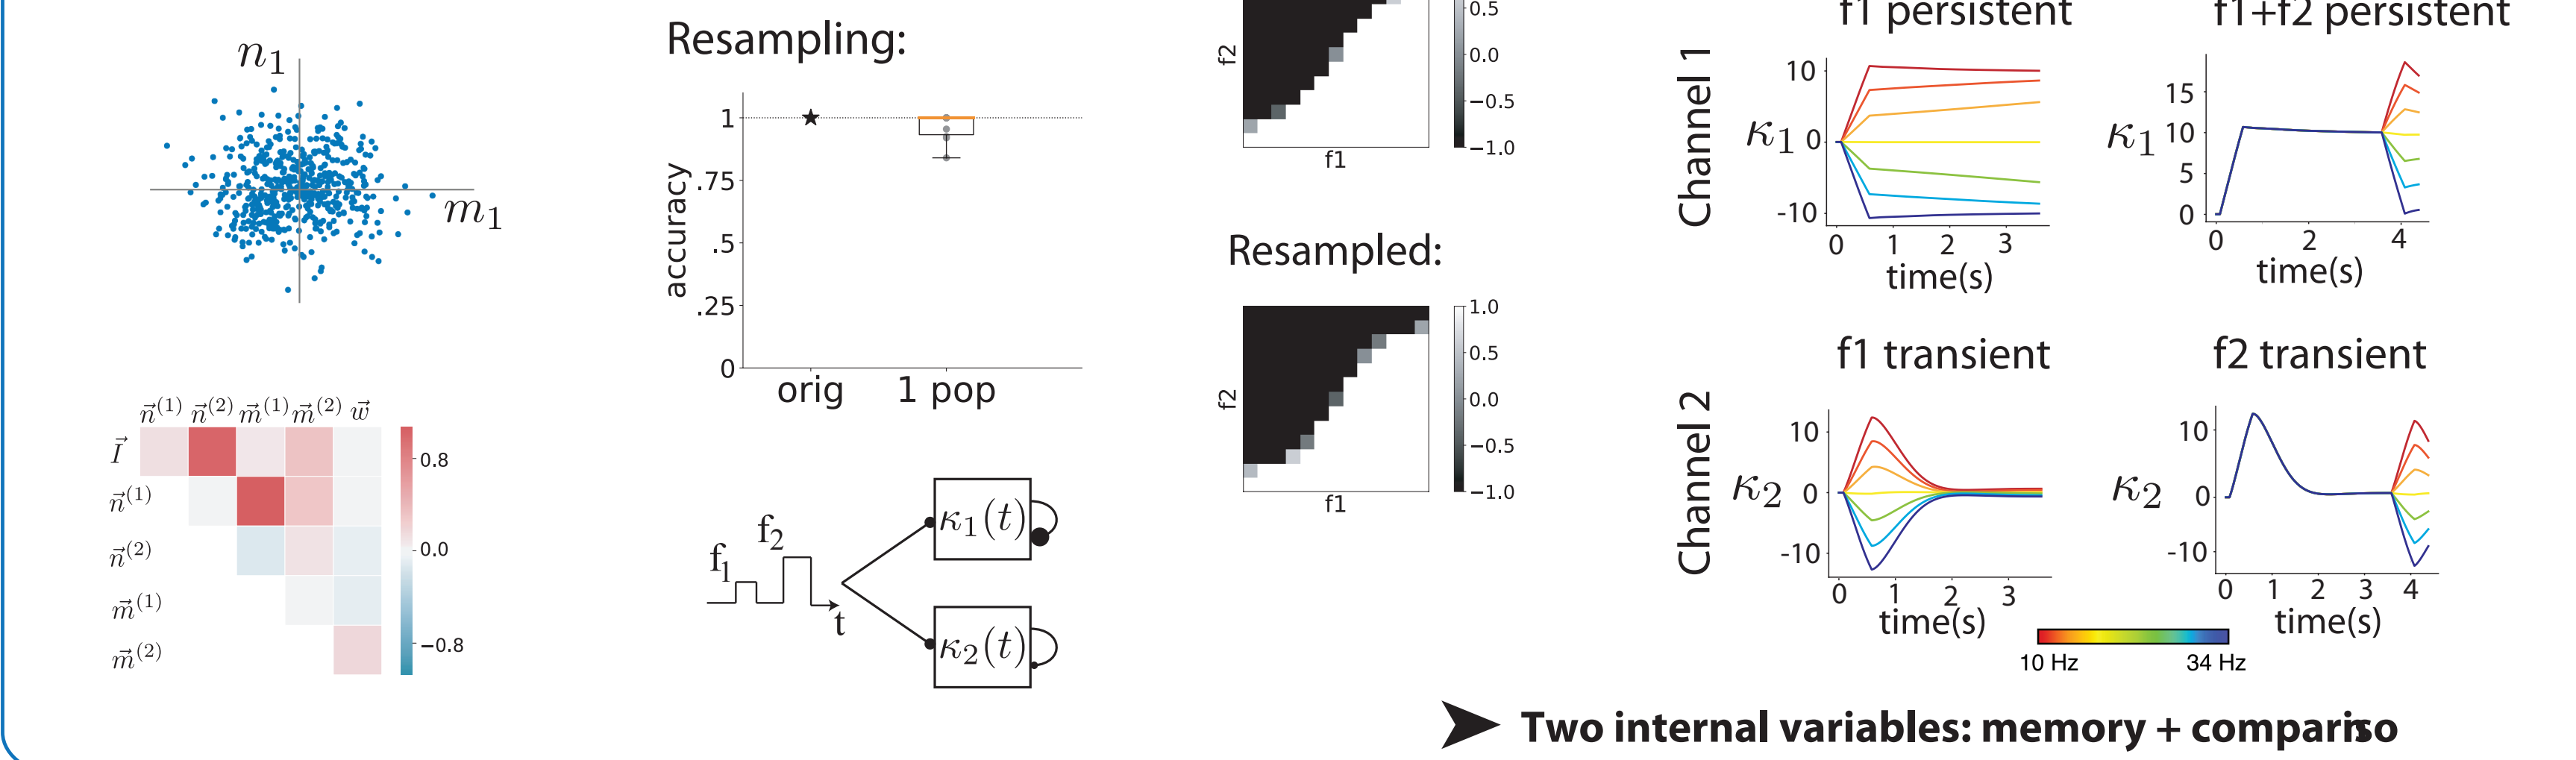 n1
m1
n⃗(1) n⃗(2) m⃗(1) m⃗(2) w⃗
I⃗
n⃗(1)
n⃗(2)
m⃗(1)
m⃗(2)
0.8
0.0
−0.8
Resampling:
accuracy
1
.75
.5
.25
0
orig 1 pop
f1
f2
t
κ1(t)
κ2(t)
0.5
0.0
−0.5
−1.0
f2
f1
Resampled:
1.0
0.5
0.0
−0.5
−1.0
f2
f1
f1 persistent
f1+f2 persistent
Channel 1
κ1
10
0
-10
0 1 2 3
time(s)
κ1
15
10
5
0
0 2 4
time(s)
f1 transient
f2 transient
Channel 2
κ2
10
0
-10
0 1 2 3
time(s)
κ2
10
0
-10
0 1 2 3 4
time(s)
10 Hz 34 Hz
Two internal variables: memory + compariso